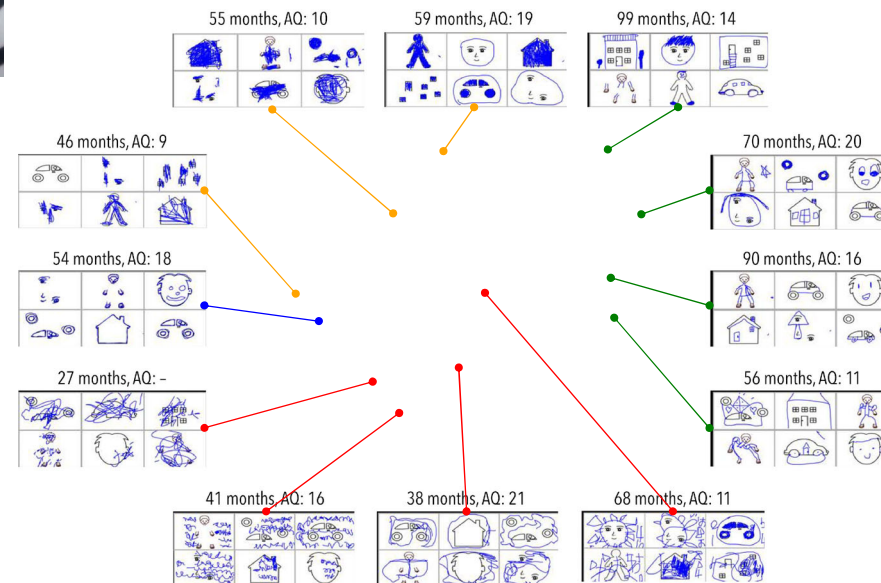 55 months, AQ: 10
59 months, AQ: 19
99 months, AQ: 14
46 months, AQ: 9
70 months, AQ: 20
54 months, AQ: 18
90 months, AQ: 16
27 months, AQ: –
56 months, AQ: 11
41 months, AQ: 16
38 months, AQ: 21
68 months, AQ: 11